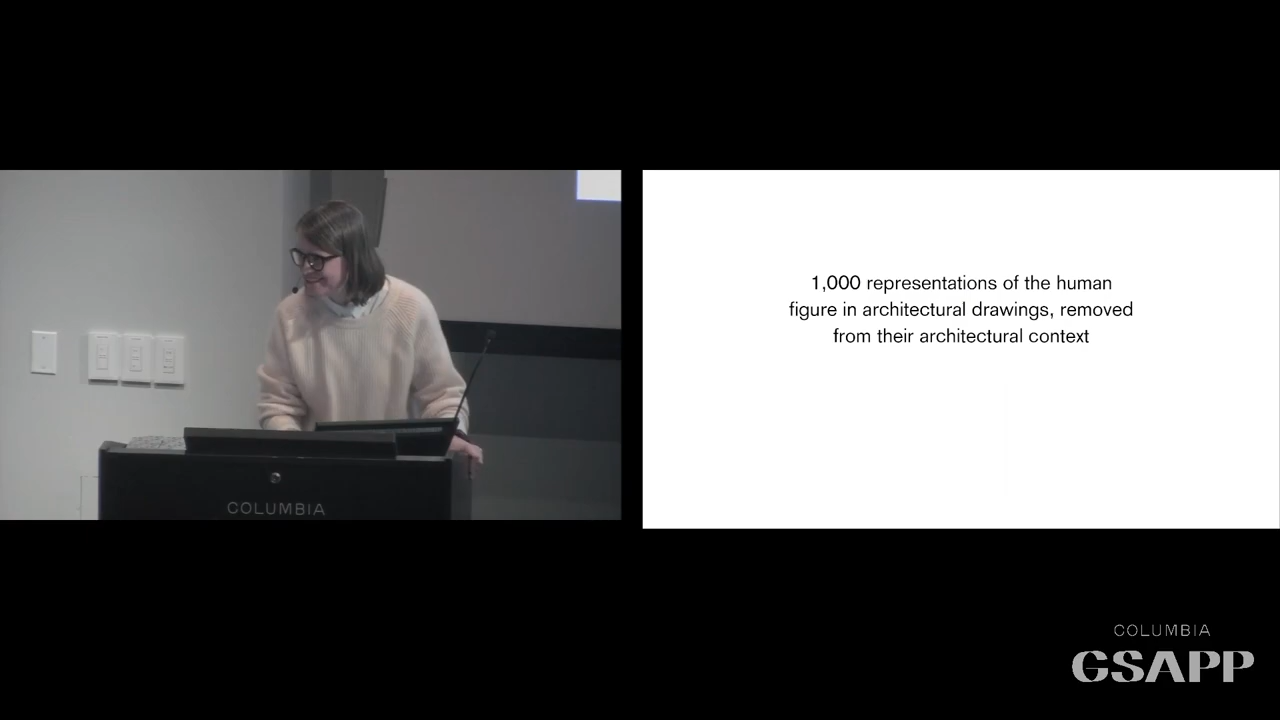 1,000 representations of the human
figure in architectural drawings, removed
from their architectural context
COLUMBIA
COLUMBIA
GSAPP